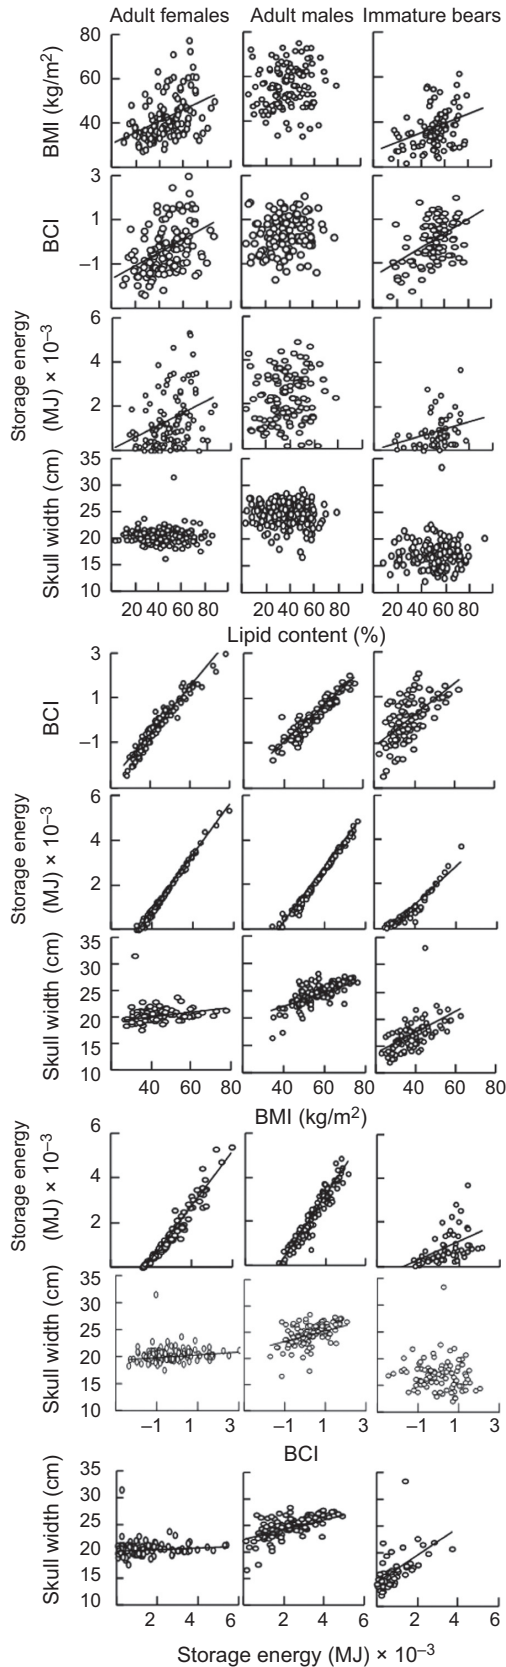 Adult females Adult males Immature bears
BMI (kg/m²)
80
60
40
BCI
3
1
−1
Storage energy
(MJ) × 10⁻³
6
4
2
Skull width (cm)
35
30
25
20
15
10
20 40 60 80 20 40 60 80 20 40 60 80
Lipid content (%)
BCI
3
1
−1
Storage energy
(MJ) × 10⁻³
6
4
2
Skull width (cm)
35
30
25
20
15
10
40 60 80 40 60 80 40 60 80
BMI (kg/m²)
Storage energy
(MJ) × 10⁻³
6
4
2
Skull width (cm)
35
30
25
20
15
10
−1 1 3 −1 1 3 −1 1 3
BCI
Skull width (cm)
35
30
25
20
15
10
2 4 6 2 4 6 2 4 6
Storage energy (MJ) × 10⁻³